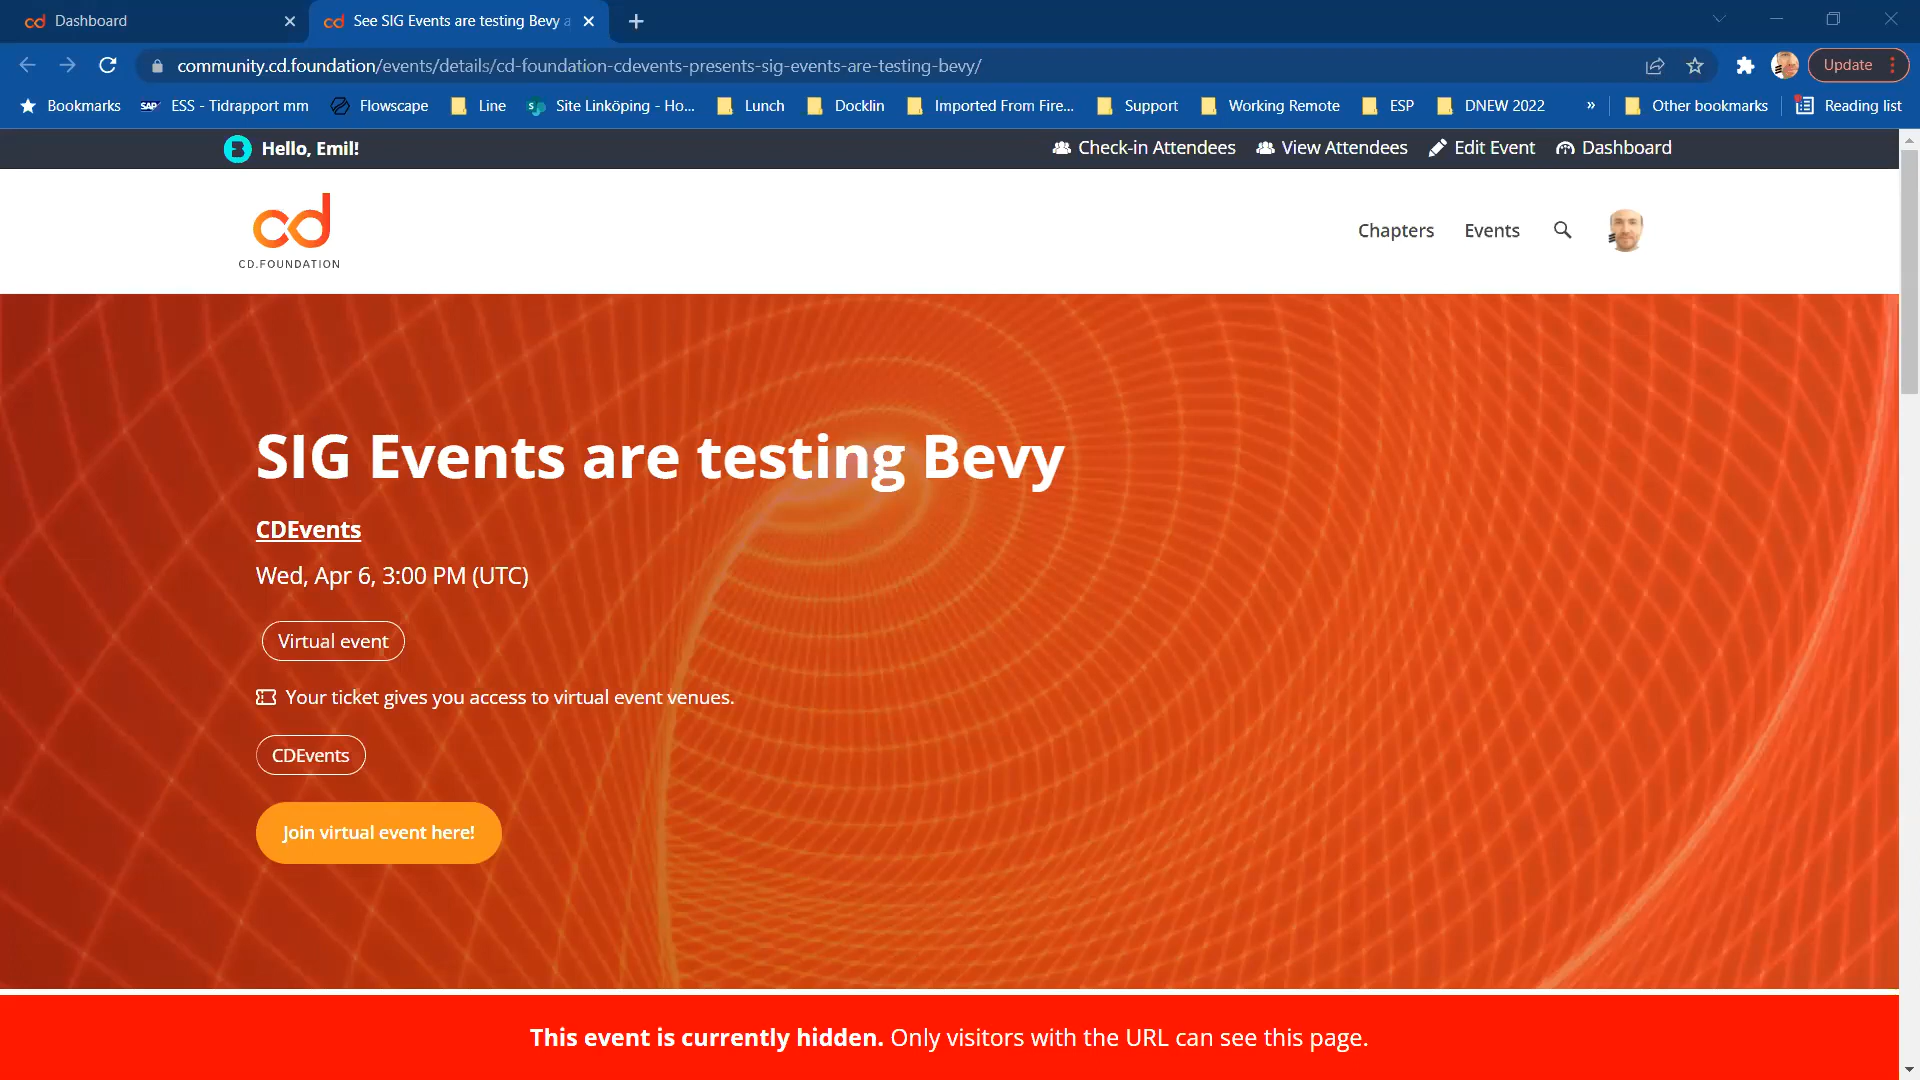 Dashboard
See SIG Events are testing Bevy a
community.cd.foundation/events/details/cd-foundation-cdevents-presents-sig-events-are-testing-bevy/
Update
Bookmarks
SAP
ESS - Tidrapport mm
Flowscape
Line
Site Linköping - Ho...
Lunch
Docklin
Imported From Fire...
Support
Working Remote
ESP
DNEW 2022
»
Other bookmarks
Reading list
Hello, Emil!
Check-in Attendees
View Attendees
Edit Event
Dashboard
cd
CD.FOUNDATION
Chapters
Events
SIG Events are testing Bevy
CDEvents
Wed, Apr 6, 3:00 PM (UTC)
Virtual event
Your ticket gives you access to virtual event venues.
CDEvents
Join virtual event here!
This event is currently hidden. Only visitors with the URL can see this page.